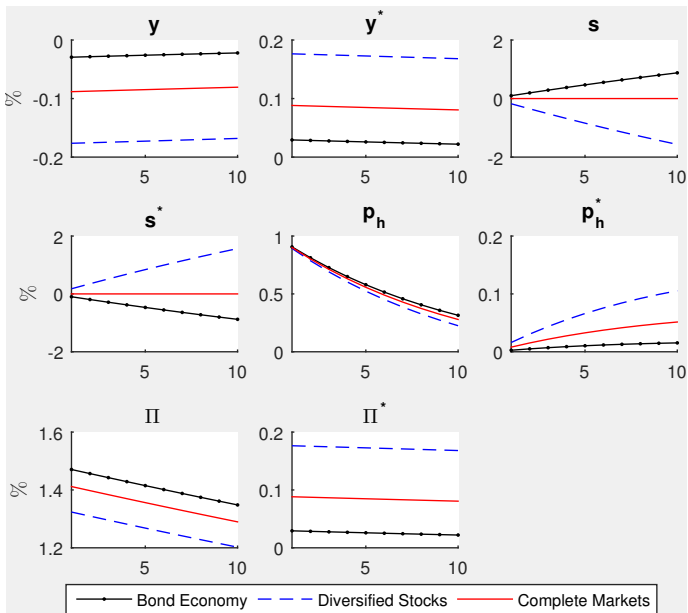 y y* s
0 0.2 2
% -0.1 0.1 0
-0.2 0 -2
5 10 5 10 5 10
s* p_h p_h*
2 1 0.2
% 0 0.5 0.1
-2 0 0
5 10 5 10 5 10
Π Π*
1.6 0.2
% 1.4 0.1
1.2 0
5 10 5 10
Bond Economy Diversified Stocks Complete Markets